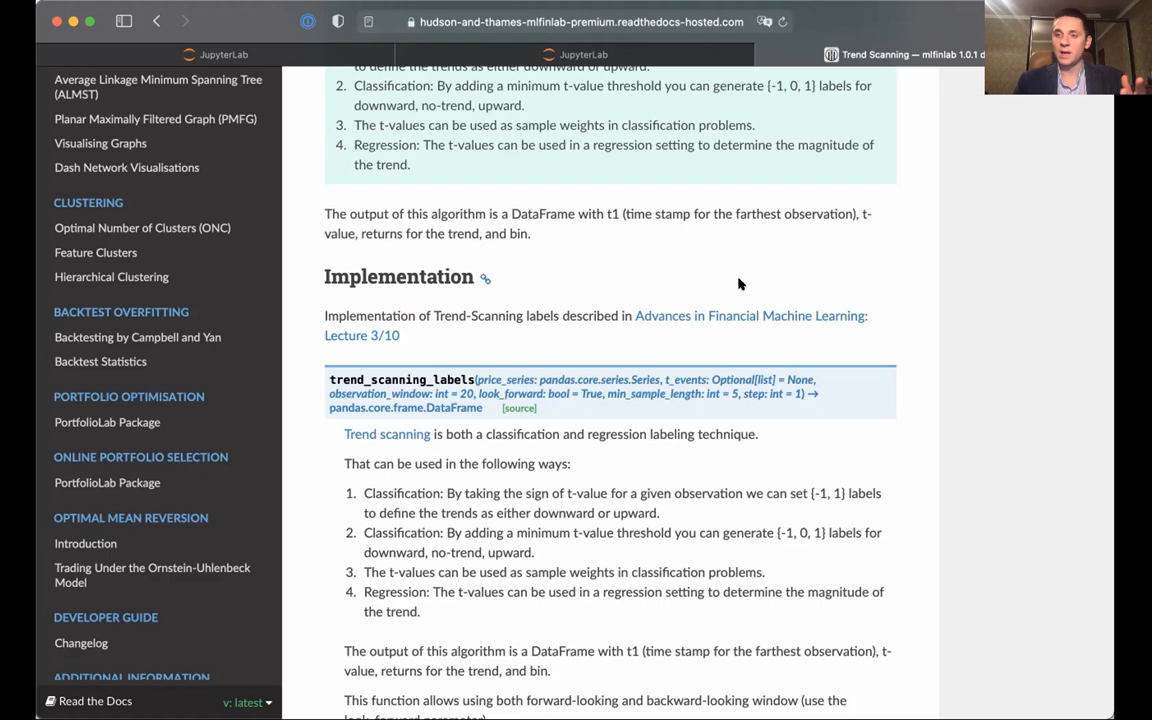 hudson-and-thames-mlfinlab-premium.readthedocs-hosted.com
JupyterLab
JupyterLab
Trend Scanning — mlfinlab 1.0.1 d
Average Linkage Minimum Spanning Tree
(ALMST)
Planar Maximally Filtered Graph (PMFG)
Visualising Graphs
Dash Network Visualisations
CLUSTERING
Optimal Number of Clusters (ONC)
Feature Clusters
Hierarchical Clustering
BACKTEST OVERFITTING
Backtesting by Campbell and Yan
Backtest Statistics
PORTFOLIO OPTIMISATION
PortfolioLab Package
ONLINE PORTFOLIO SELECTION
PortfolioLab Package
OPTIMAL MEAN REVERSION
Introduction
Trading Under the Ornstein-Uhlenbeck
Model
DEVELOPER GUIDE
Changelog
ADDITIONAL INFORMATION
Read the Docs
v: latest
to define the trends as either downward or upward.
2. Classification: By adding a minimum t-value threshold you can generate {-1, 0, 1} labels for
downward, no-trend, upward.
3. The t-values can be used as sample weights in classification problems.
4. Regression: The t-values can be used in a regression setting to determine the magnitude of
the trend.
The output of this algorithm is a DataFrame with t1 (time stamp for the farthest observation), t-
value, returns for the trend, and bin.
Implementation
Implementation of Trend-Scanning labels described in Advances in Financial Machine Learning:
Lecture 3/10
trend_scanning_labels(price_series: pandas.core.series.Series, t_events: Optional[list] = None,
observation_window: int = 20, look_forward: bool = True, min_sample_length: int = 5, step: int = 1) →
pandas.core.frame.DataFrame [source]
Trend scanning is both a classification and regression labeling technique.
That can be used in the following ways:
1. Classification: By taking the sign of t-value for a given observation we can set {-1, 1} labels
to define the trends as either downward or upward.
2. Classification: By adding a minimum t-value threshold you can generate {-1, 0, 1} labels for
downward, no-trend, upward.
3. The t-values can be used as sample weights in classification problems.
4. Regression: The t-values can be used in a regression setting to determine the magnitude of
the trend.
The output of this algorithm is a DataFrame with t1 (time stamp for the farthest observation), t-
value, returns for the trend, and bin.
This function allows using both forward-looking and backward-looking window (use the
look_forward parameter)